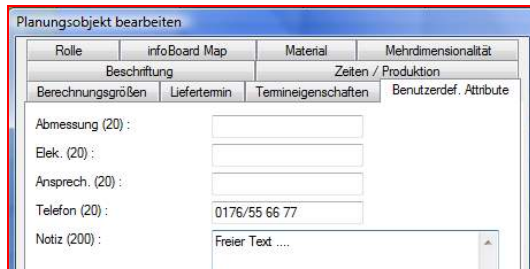 Planungsobjekt bearbeiten
Rolle infoBoard Map Material Mehrdimensionalität
Beschriftung Zeiten / Produktion
Berechnungsgrößen Liefertermin Termineigenschaften Benutzerdef. Attribute
Abmessung (20) :
Elek. (20) :
Ansprech. (20) :
Telefon (20) : 0176/55 66 77
Notiz (200) : Freier Text ....